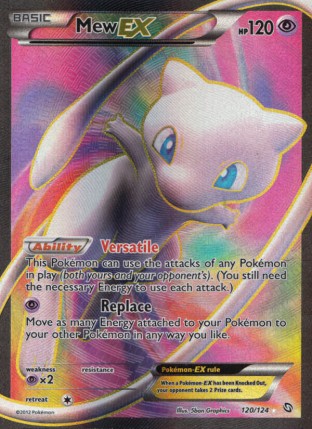 BASIC Mew EX HP120
Ability Versatile
This Pokémon can use the attacks of any Pokémon
in play (both yours and your opponent's). (You still need
the necessary Energy to use each attack.)
Replace
Move as many Energy attached to your Pokémon to
your other Pokémon in any way you like.
weakness resistance
×2
retreat
Pokémon-EX rule
When a Pokémon-EX has been Knocked Out,
your opponent takes 2 Prize cards.
©2012 Pokémon Illus. 5ban Graphics 120/124